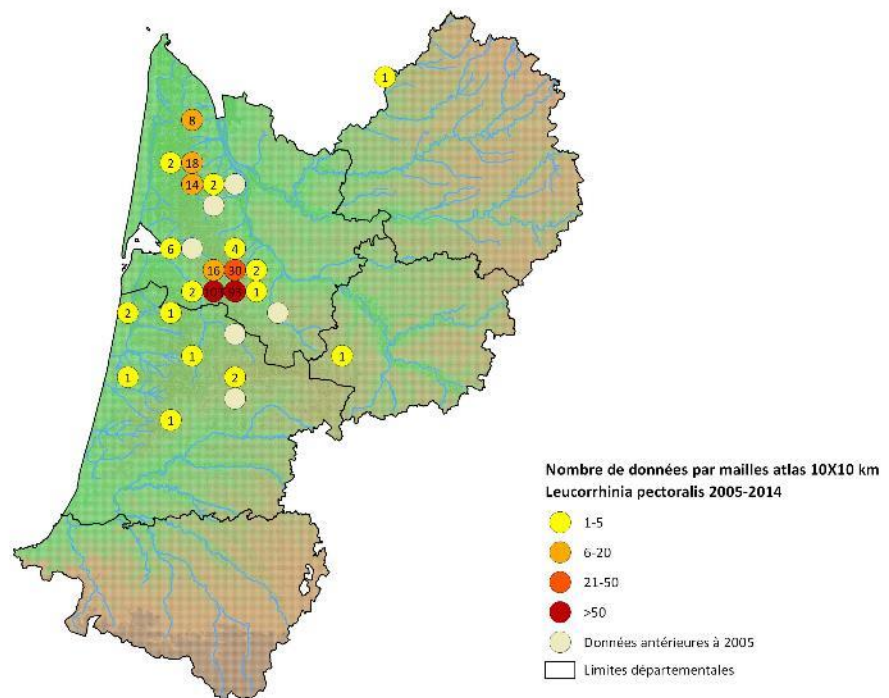 1
8
2 18
14 2
6 4
16 30 2
2 1
2 1
1 1
1 2
1
Nombre de données par mailles atlas 10X10 km
Leucorrhinia pectoralis 2005-2014
1-5
6-20
21-50
>50
Données antérieures à 2005
Limites départementales